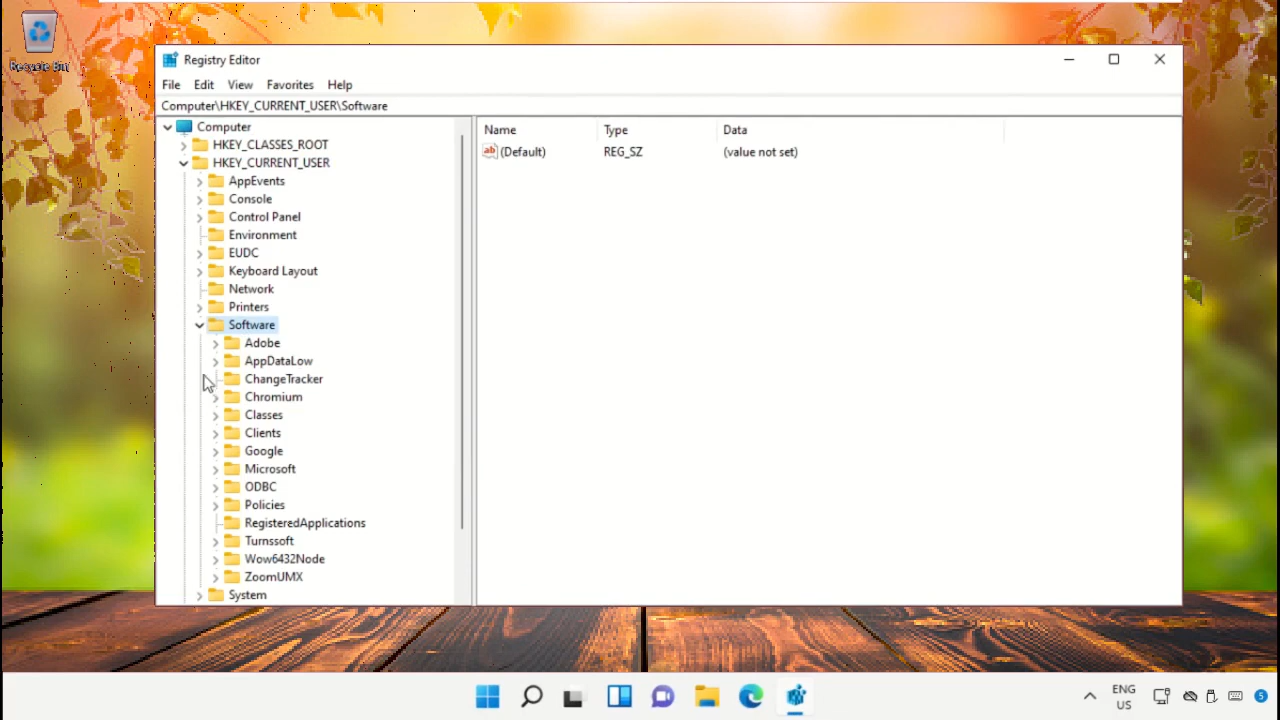 Recycle Bin
Registry Editor
File Edit View Favorites Help
Computer\HKEY_CURRENT_USER\Software
Computer
HKEY_CLASSES_ROOT
HKEY_CURRENT_USER
AppEvents
Console
Control Panel
Environment
EUDC
Keyboard Layout
Network
Printers
Software
Adobe
AppDataLow
ChangeTracker
Chromium
Classes
Clients
Google
Microsoft
ODBC
Policies
RegisteredApplications
Turnssoft
Wow6432Node
ZoomUMX
System
Name Type Data
ab (Default) REG_SZ (value not set)
ENG
US
5